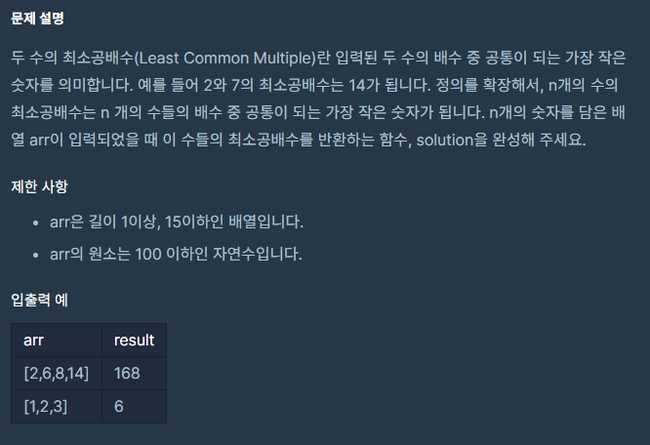 문제 설명
두 수의 최소공배수(Least Common Multiple)란 입력된 두 수의 배수 중 공통이 되는 가장 작은
숫자를 의미합니다. 예를 들어 2와 7의 최소공배수는 14가 됩니다. 정의를 확장해서, n개의 수의
최소공배수는 n 개의 수들의 배수 중 공통이 되는 가장 작은 숫자가 됩니다. n개의 숫자를 담은 배
열 arr이 입력되었을 때 이 수들의 최소공배수를 반환하는 함수, solution을 완성해 주세요.
제한 사항
• arr은 길이 1이상, 15이하인 배열입니다.
• arr의 원소는 100 이하인 자연수입니다.
입출력 예
arr result
[2,6,8,14] 168
[1,2,3] 6